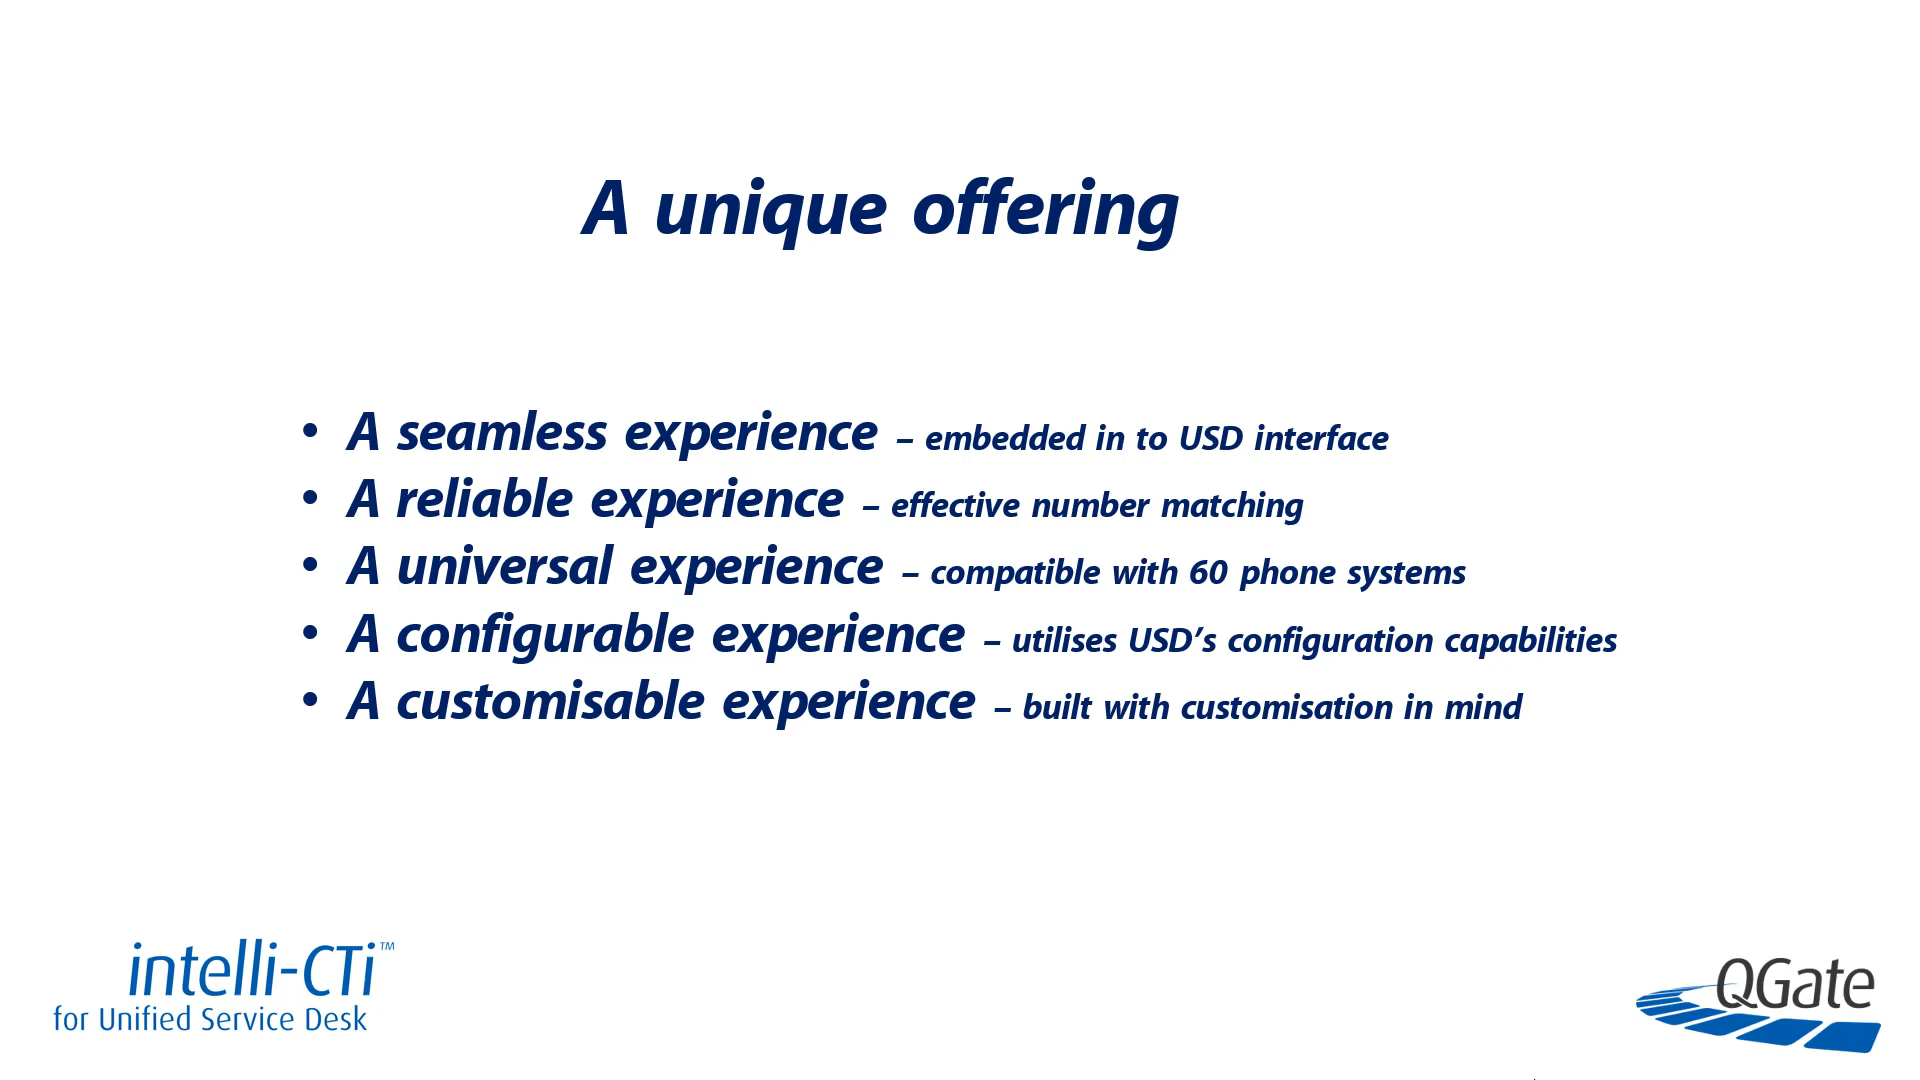 A unique offering
• A seamless experience – embedded in to USD interface
• A reliable experience – effective number matching
• A universal experience – compatible with 60 phone systems
• A configurable experience – utilises USD’s configuration capabilities
• A customisable experience – built with customisation in mind
intelli-CTi™
for Unified Service Desk
QGate